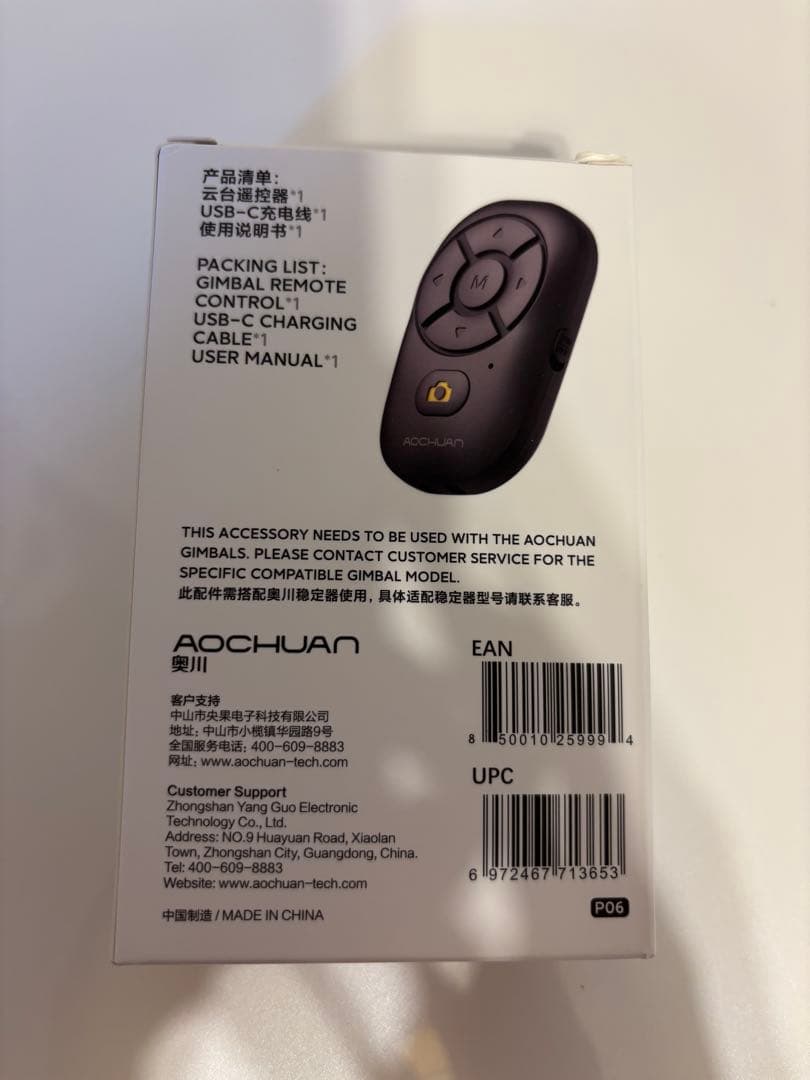 产品清单：
云台遥控器*1
USB-C充电线*1
使用说明书*1
PACKING LIST:
GIMBAL REMOTE
CONTROL*1
USB-C CHARGING
CABLE*1
USER MANUAL*1
M
AOCHUAN
THIS ACCESSORY NEEDS TO BE USED WITH THE AOCHUAN
GIMBALS. PLEASE CONTACT CUSTOMER SERVICE FOR THE
SPECIFIC COMPATIBLE GIMBAL MODEL.
此配件需搭配奥川稳定器使用，具体适配稳定器型号请联系客服。
AOCHUAN
奥川
客户支持
中山市央果电子科技有限公司
地址：中山市小榄镇华园路9号
全国服务电话：400-609-8883
网址：www.aochuan-tech.com
Customer Support
Zhongshan Yang Guo Electronic
Technology Co., Ltd.
Address: NO.9 Huayuan Road, Xiaolan
Town, Zhongshan City, Guangdong, China.
Tel: 400-609-8883
Website: www.aochuan-tech.com
中国制造 / MADE IN CHINA
EAN
8 50010 25999 4
UPC
6 972467 713653
P06